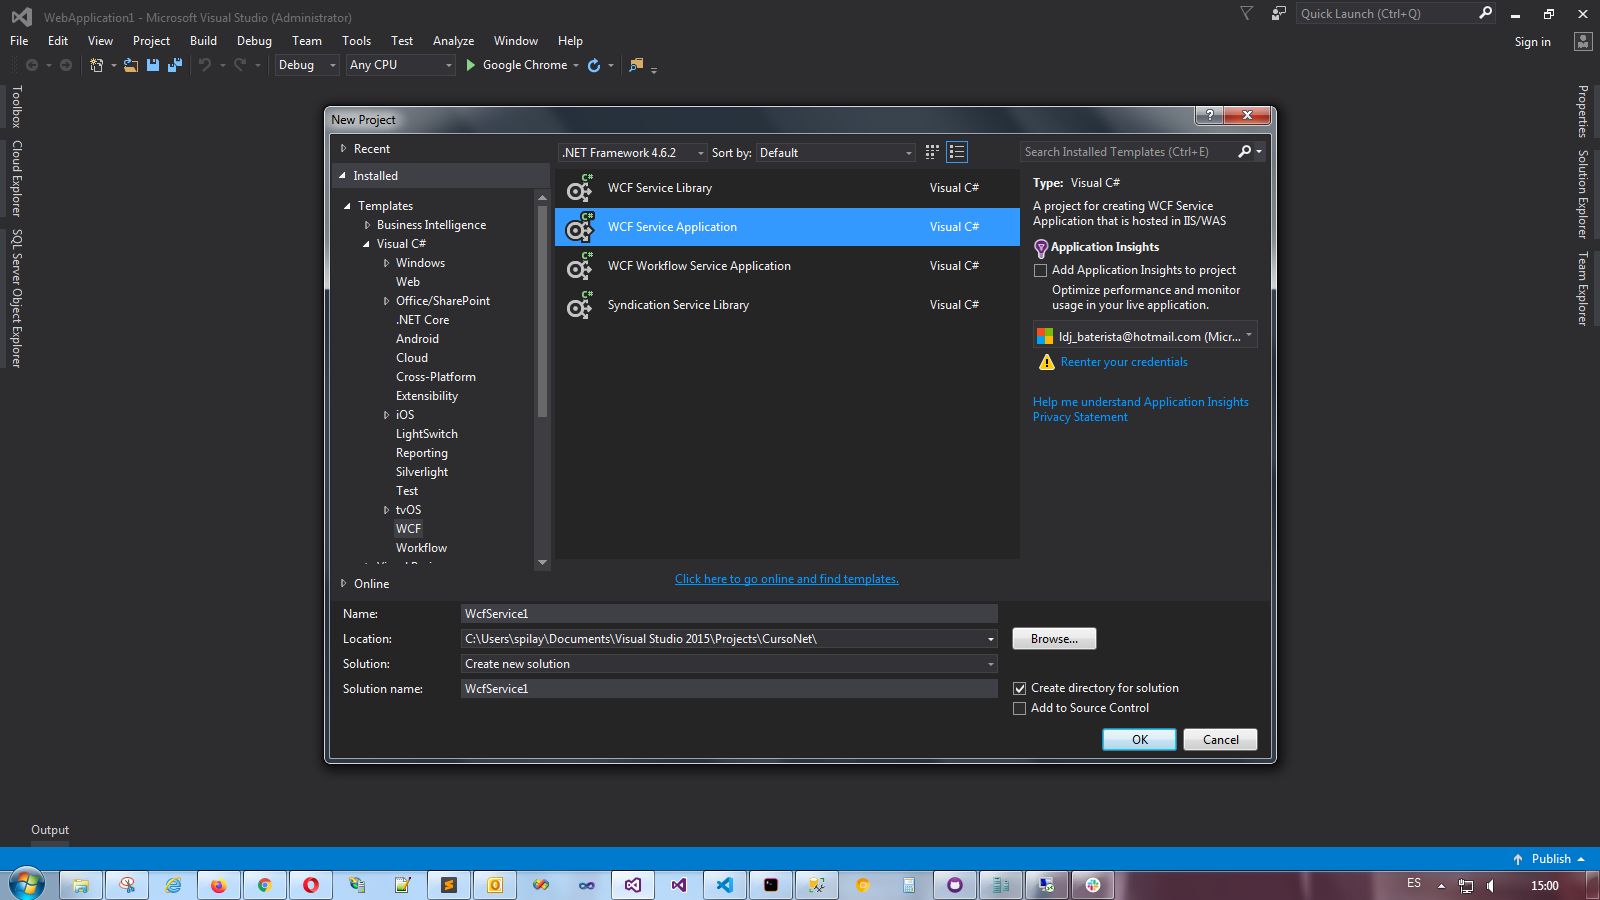 WebApplication1 - Microsoft Visual Studio (Administrator)
Quick Launch (Ctrl+Q)
File Edit View Project Build Debug Team Tools Test Analyze Window Help
Sign in
Debug Any CPU Google Chrome
Toolbox
Cloud Explorer
SQL Server Object Explorer
Properties
Solution Explorer
Team Explorer
New Project
?
Recent
Installed
Templates
Business Intelligence
Visual C#
Windows
Web
Office/SharePoint
.NET Core
Android
Cloud
Cross-Platform
Extensibility
iOS
LightSwitch
Reporting
Silverlight
Test
tvOS
WCF
Workflow
Online
.NET Framework 4.6.2 Sort by: Default
WCF Service Library Visual C#
WCF Service Application Visual C#
WCF Workflow Service Application Visual C#
Syndication Service Library Visual C#
Click here to go online and find templates.
Search Installed Templates (Ctrl+E)
Type: Visual C#
A project for creating WCF Service
Application that is hosted in IIS/WAS
Application Insights
Add Application Insights to project
Optimize performance and monitor
usage in your live application.
ldj_baterista@hotmail.com (Micr...
Reenter your credentials
Help me understand Application Insights
Privacy Statement
Name: WcfService1
Location: C:\Users\spilay\Documents\Visual Studio 2015\Projects\CursoNet\
Browse...
Solution: Create new solution
Solution name: WcfService1
Create directory for solution
Add to Source Control
OK Cancel
Output
Publish
ES 15:00